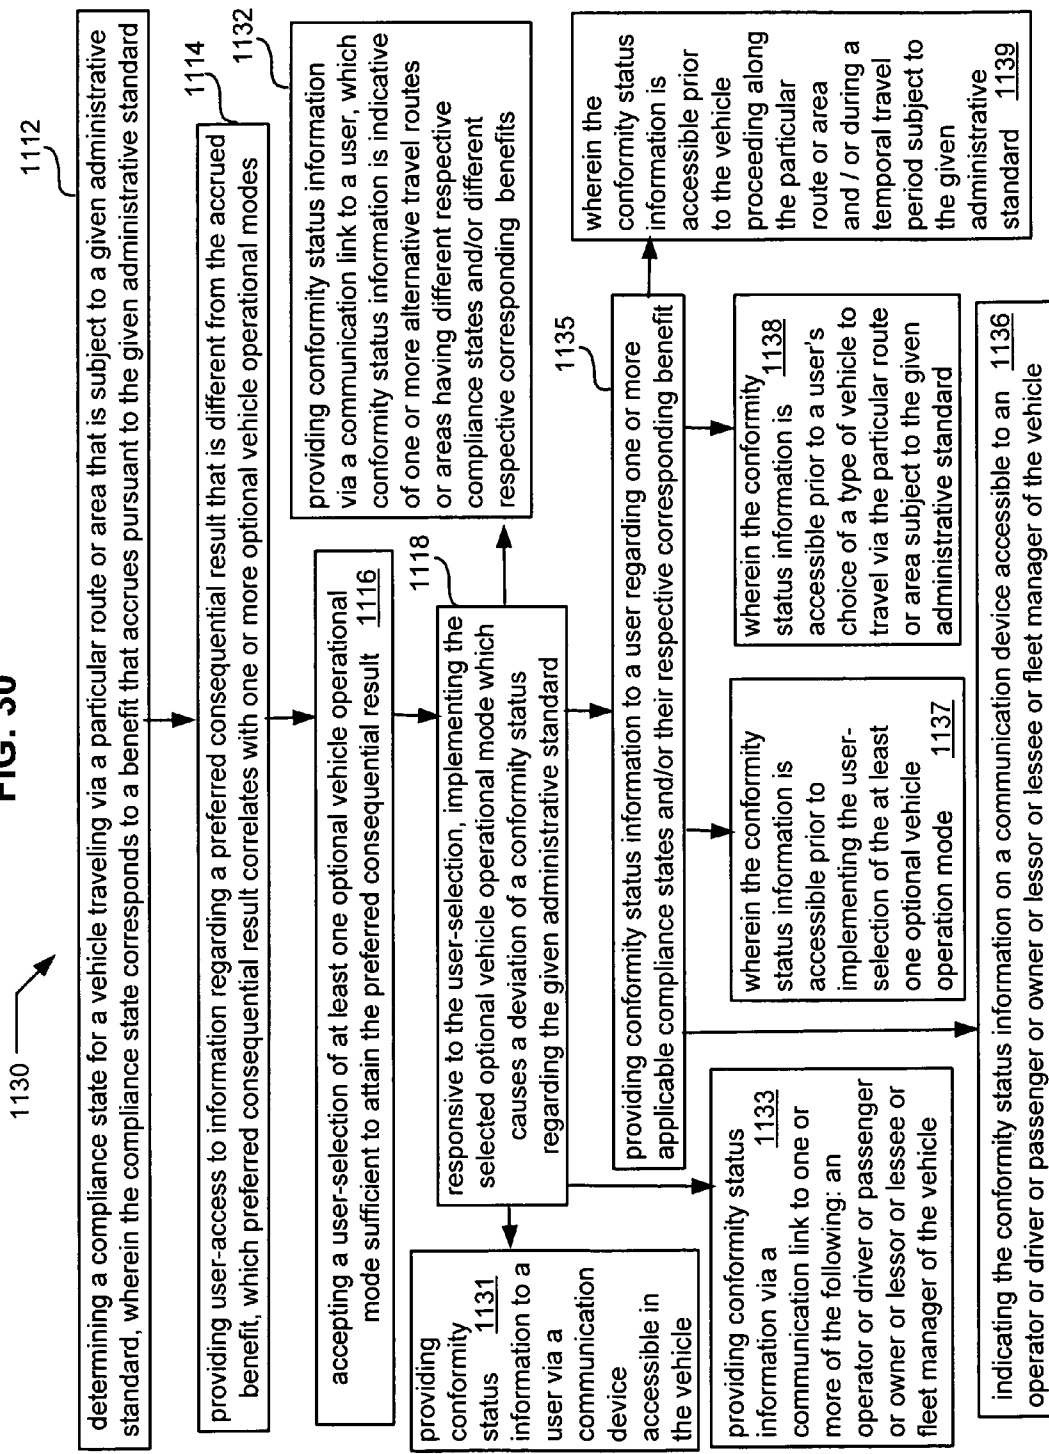 FIG. 30
1130
1112
determining a compliance state for a vehicle traveling via a particular route or area that is subject to a given administrative
standard, wherein the compliance state corresponds to a benefit that accrues pursuant to the given administrative standard
1114
providing user-access to information regarding a preferred consequential result that is different from the accrued
benefit, which preferred consequential result correlates with one or more optional vehicle operational modes
accepting a user-selection of at least one optional vehicle operational
mode sufficient to attain the preferred consequential result 1116
1118
responsive to the user-selection, implementing the
selected optional vehicle operational mode which
causes a deviation of a conformity status
regarding the given administrative standard
1132
providing conformity status information
via a communication link to a user, which
conformity status information is indicative
of one or more alternative travel routes
or areas having different respective
compliance states and/or different
respective corresponding benefits
providing
conformity
status 1131
information to a
user via a
communication
device
accessible in
the vehicle
1135
providing conformity status information to a user regarding one or more
applicable compliance states and/or their respective corresponding benefit
wherein the
conformity status
information is
accessible prior
to the vehicle
proceeding along
the particular
route or area
and / or during a
temporal travel
period subject to
the given
administrative
standard 1139
providing conformity status
information via a 1133
communication link to one or
more of the following: an
operator or driver or passenger
or owner or lessor or lessee or
fleet manager of the vehicle
wherein the conformity
status information is
accessible prior to
implementing the user-
selection of the at least
one optional vehicle
operation mode 1137
wherein the conformity
status information is 1138
accessible prior to a user's
choice of a type of vehicle to
travel via the particular route
or area subject to the given
administrative standard
indicating the conformity status information on a communication device accessible to an 1136
operator or driver or passenger or owner or lessor or lessee or fleet manager of the vehicle